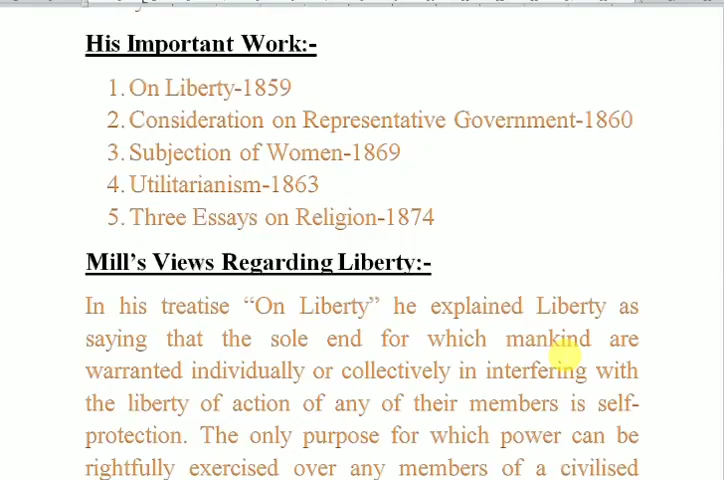 His Important Work:-
1. On Liberty-1859
2. Consideration on Representative Government-1860
3. Subjection of Women-1869
4. Utilitarianism-1863
5. Three Essays on Religion-1874
Mill's Views Regarding Liberty:-
In his treatise “On Liberty” he explained Liberty as
saying that the sole end for which mankind are
warranted individually or collectively in interfering with
the liberty of action of any of their members is self-
protection. The only purpose for which power can be
rightfully exercised over any members of a civilised